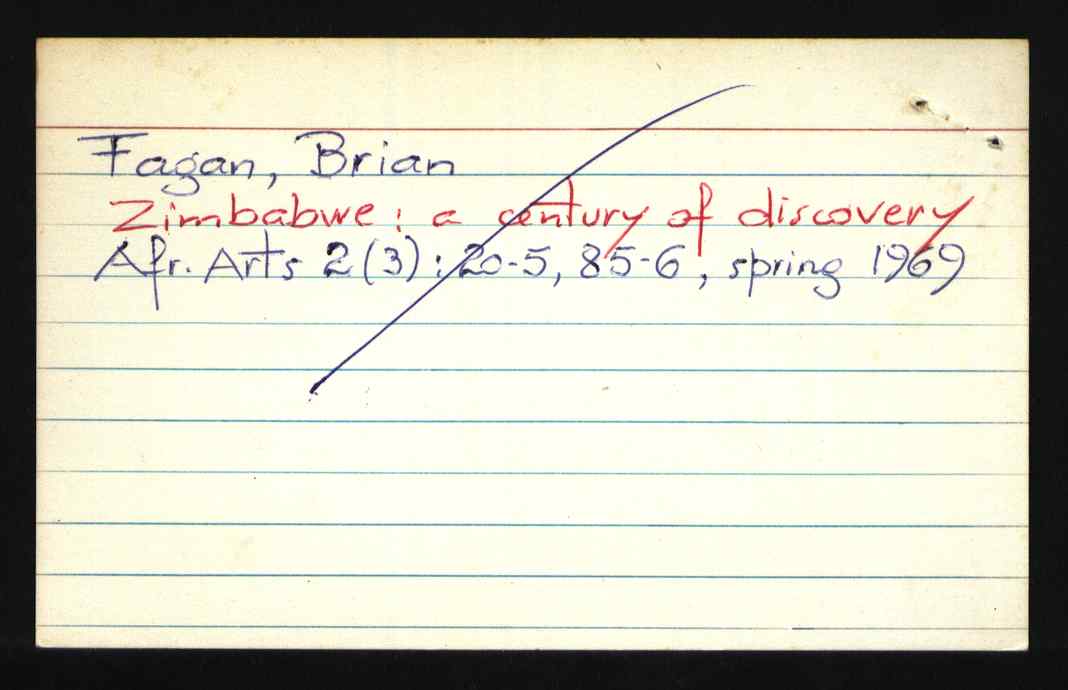 Fagan, Brian
Zimbabwe: a century of discovery
Afr. Arts 2(3): 20-5, 85-6, spring 1969